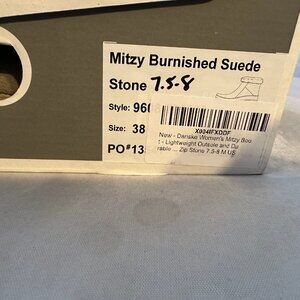 Mitzy Burnished Suede
Stone 7.5-8
Style: 960
Size: 38
PO#13
X004IFXDDF
New - Dansko Women's Mitzy Boo
t - Lightweight Outsole and Du
rable ... Zip Stone 7.5-8 M US